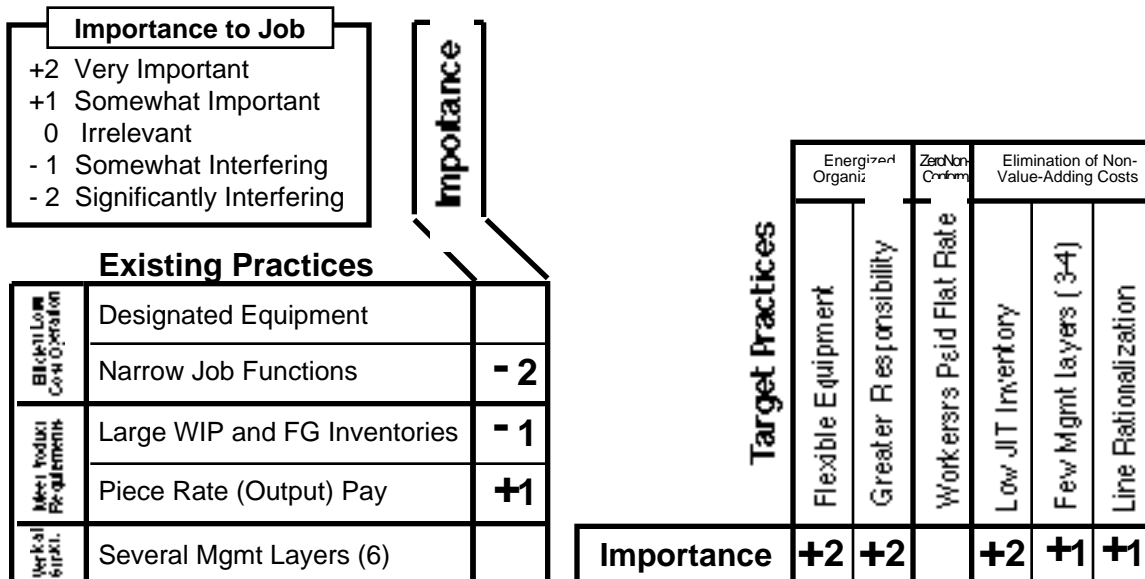 Importance to Job
+2 Very Important
+1 Somewhat Important
0 Irrelevant
- 1 Somewhat Interfering
- 2 Significantly Interfering
Existing Practices
Designated Equipment
Narrow Job Functions - 2
Large WIP and FG Inventories - 1
Piece Rate (Output) Pay +1
Several Mgmt Layers (6)
Energized
Organiz
Elimination of Non-
Value-Adding Costs
Target Practices
Flexible Equipment
Greater Responsibility
Workersrs Paid Flat Rate
Low JIT Inventory
Few Mgmt layers (3-4)
Line Rationalization
Importance +2 +2 +2 +1 +1